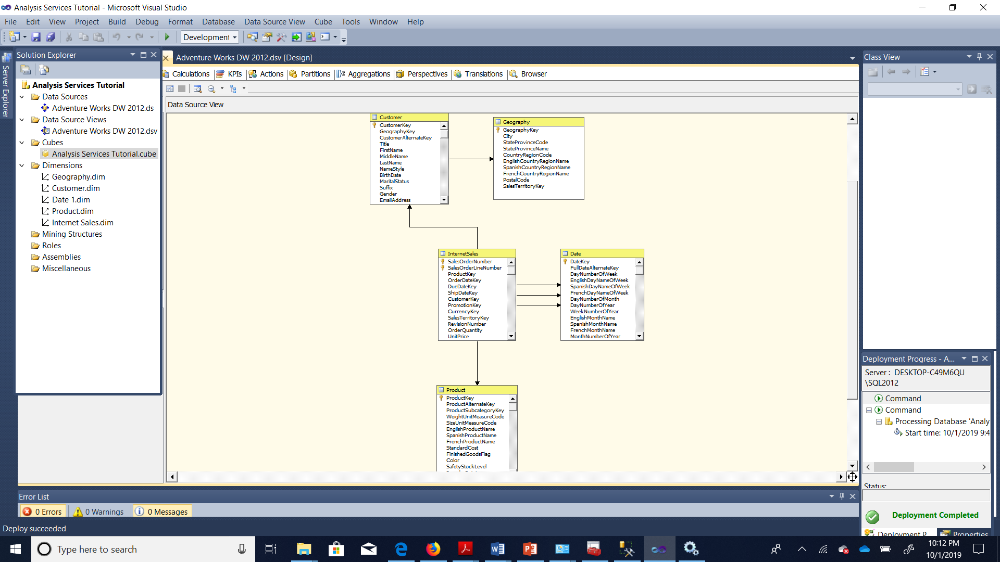 Analysis Services Tutorial - Microsoft Visual Studio
File Edit View Project Build Debug Format Database Data Source View Cube Tools Window Help
Development
Server Explorer
Solution Explorer
Analysis Services Tutorial
Data Sources
Adventure Works DW 2012.ds
Data Source Views
Adventure Works DW 2012.dsv
Cubes
Analysis Services Tutorial.cube
Dimensions
Geography.dim
Customer.dim
Date 1.dim
Product.dim
Internet Sales.dim
Mining Structures
Roles
Assemblies
Miscellaneous
Adventure Works DW 2012.dsv [Design]
Calculations KPIs Actions Partitions Aggregations Perspectives Translations Browser
Data Source View
Customer
CustomerKey
GeographyKey
CustomerAlternateKey
Title
FirstName
MiddleName
LastName
NameStyle
BirthDate
MaritalStatus
Suffix
Gender
EmailAddress
Geography
GeographyKey
City
StateProvinceCode
StateProvinceName
CountryRegionCode
EnglishCountryRegionName
SpanishCountryRegionName
FrenchCountryRegionName
PostalCode
SalesTerritoryKey
InternetSales
SalesOrderNumber
SalesOrderLineNumber
ProductKey
OrderDateKey
DueDateKey
ShipDateKey
CustomerKey
PromotionKey
CurrencyKey
SalesTerritoryKey
RevisionNumber
OrderQuantity
UnitPrice
Date
DateKey
FullDateAlternateKey
DayNumberOfWeek
EnglishDayNameOfWeek
SpanishDayNameOfWeek
FrenchDayNameOfWeek
DayNumberOfMonth
DayNumberOfYear
WeekNumberOfYear
EnglishMonthName
SpanishMonthName
FrenchMonthName
MonthNumberOfYear
Product
ProductKey
ProductAlternateKey
ProductSubcategoryKey
WeightUnitMeasureCode
SizeUnitMeasureCode
EnglishProductName
SpanishProductName
FrenchProductName
StandardCost
FinishedGoodsFlag
Color
SafetyStockLevel
Class View
Deployment Progress - A...
Server : DESKTOP-C49M6QU
\SQL2012
Command
Command
Processing Database 'Analy
Start time: 10/1/2019 9:4
Status:
Deployment Completed
Deployment P... Properties
Error List
0 Errors 0 Warnings 0 Messages
Deploy succeeded
Type here to search
10:12 PM
10/1/2019